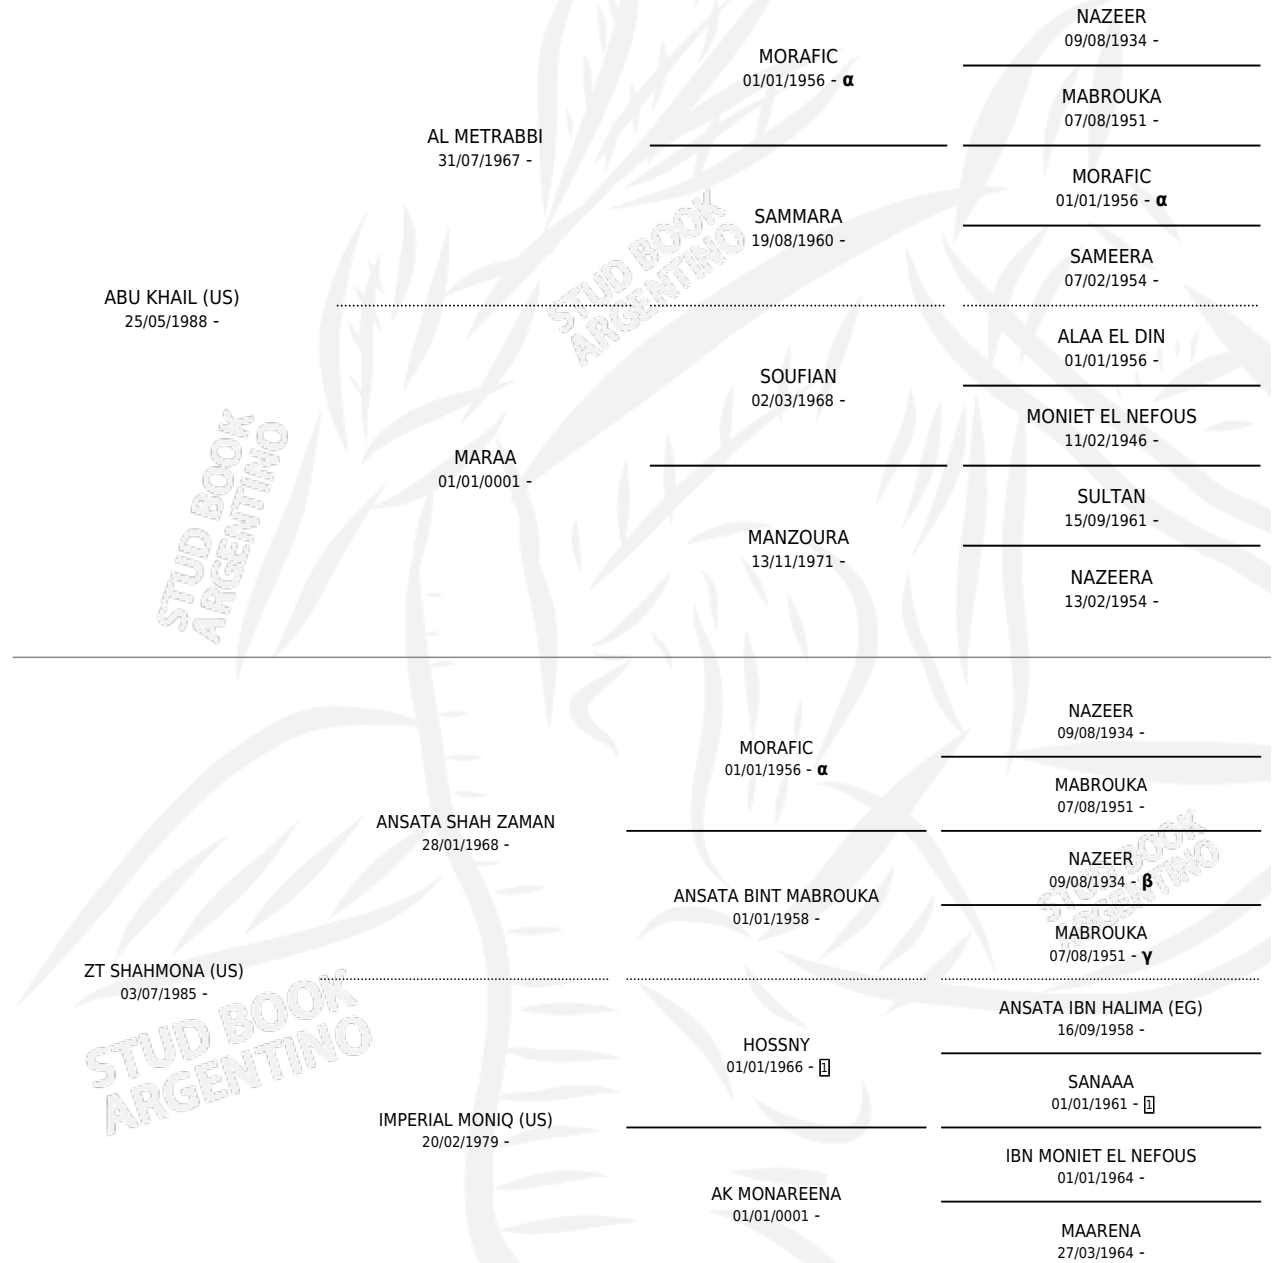 NAZEER
09/08/1934 -
MORAFIC
01/01/1956 - α
MABROUKA
07/08/1951 -
AL METRABBI
31/07/1967 -
MORAFIC
01/01/1956 - α
SAMMARA
19/08/1960 -
SAMEERA
07/02/1954 -
ABU KHAIL (US)
25/05/1988 -
ALAA EL DIN
01/01/1956 -
SOUFIAN
02/03/1968 -
MONIET EL NEFOUS
11/02/1946 -
MARAA
01/01/0001 -
SULTAN
15/09/1961 -
MANZOURA
13/11/1971 -
NAZEERA
13/02/1954 -
STUD BOOK
ARGENTINO
STUD BOOK
ARGENTINO
NAZEER
09/08/1934 -
MORAFIC
01/01/1956 - α
MABROUKA
07/08/1951 -
ANSATA SHAH ZAMAN
28/01/1968 -
NAZEER
09/08/1934 - β
ANSATA BINT MABROUKA
01/01/1958 -
MABROUKA
07/08/1951 - γ
ZT SHAHMONA (US)
03/07/1985 -
ANSATA IBN HALIMA (EG)
16/09/1958 -
HOSSNY
01/01/1966 - 1
SANAAA
01/01/1961 - 1
IMPERIAL MONIQ (US)
20/02/1979 -
IBN MONIET EL NEFOUS
01/01/1964 -
AK MONAREENA
01/01/0001 -
MAARENA
27/03/1964 -
STUD BOOK
ARGENTINO
STUD BOOK
ARGENTINO